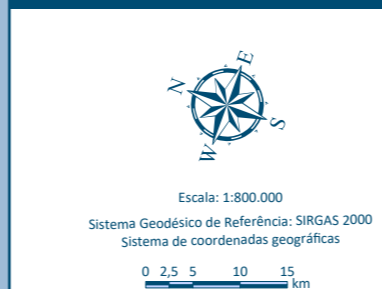 N E
W S
Escala: 1:800.000
Sistema Geodésico de Referência: SIRGAS 2000
Sistema de coordenadas geográficas
0 2,5 5 10 15
km